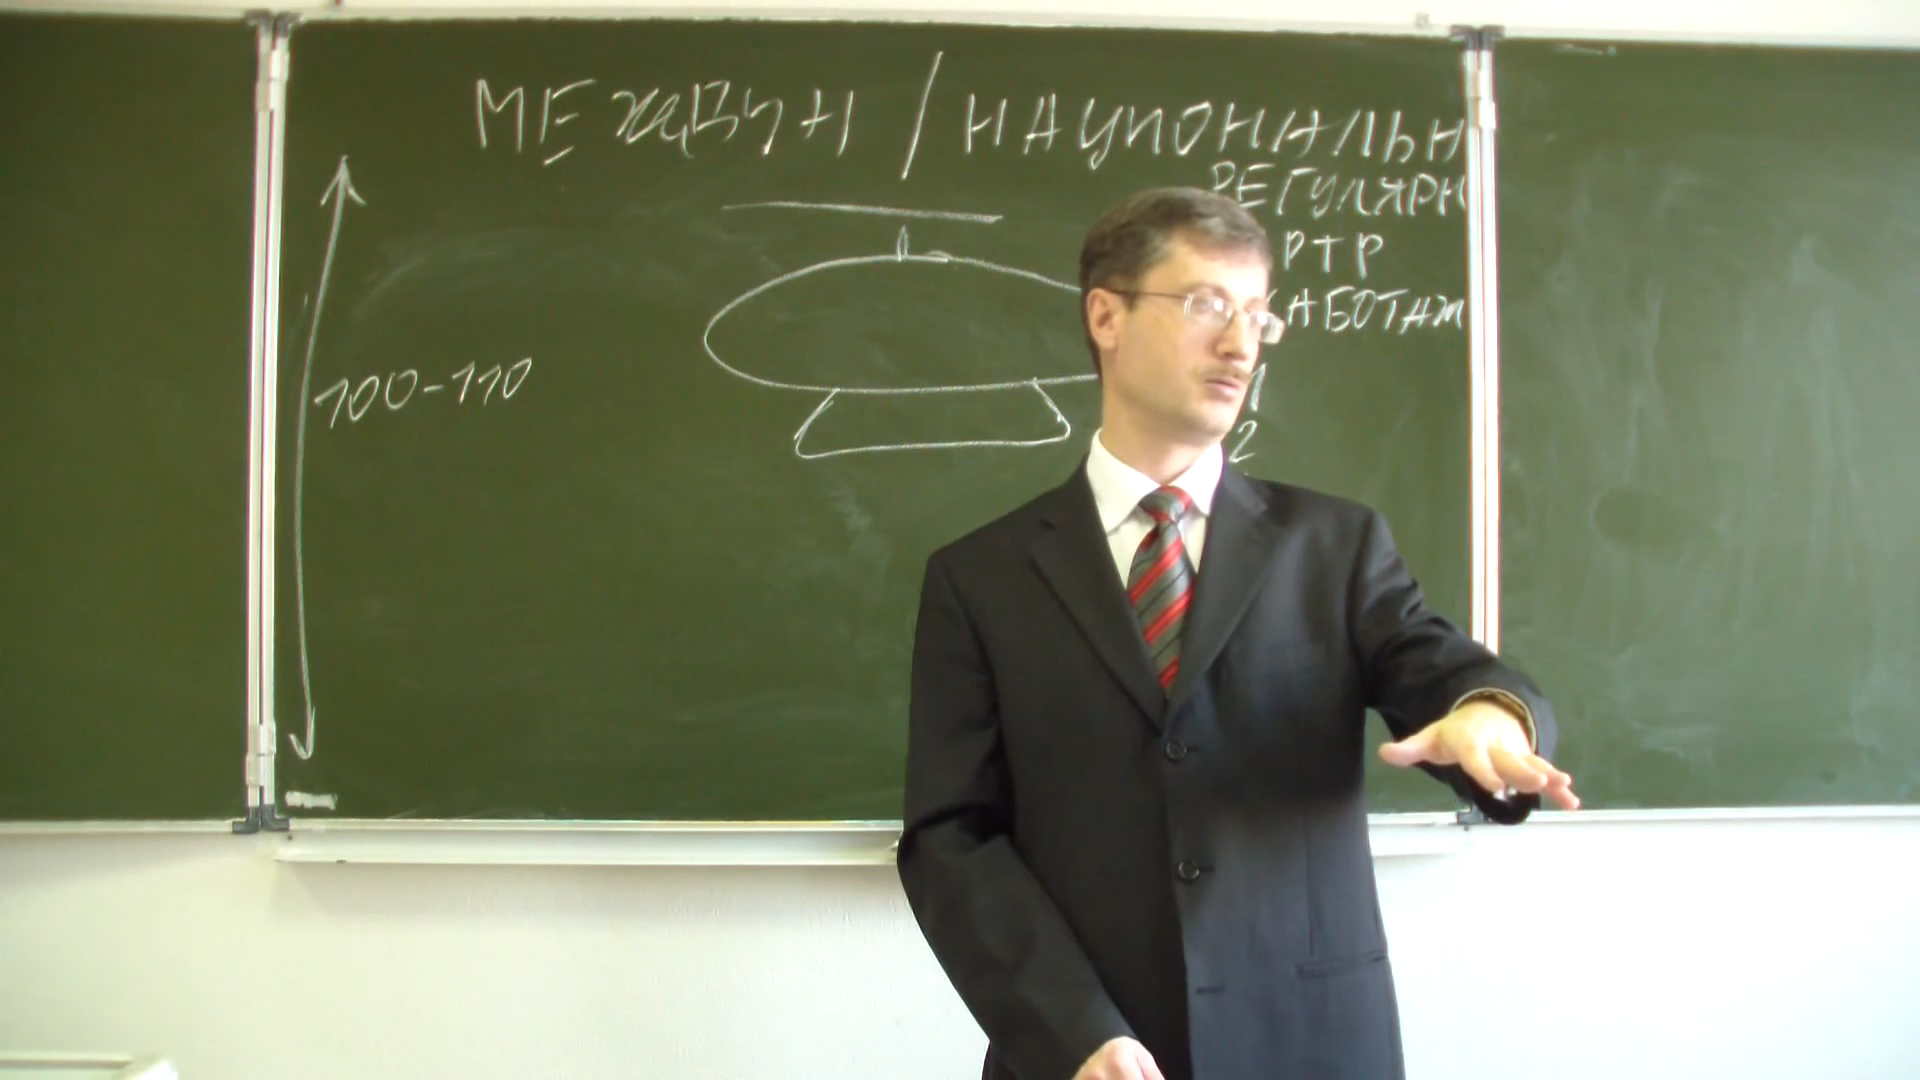 МЕЖДУН / НАЦИОНАЛЬН
РЕГУЛЯРН
РТР
КАБОТАЖ
100-110
1
2